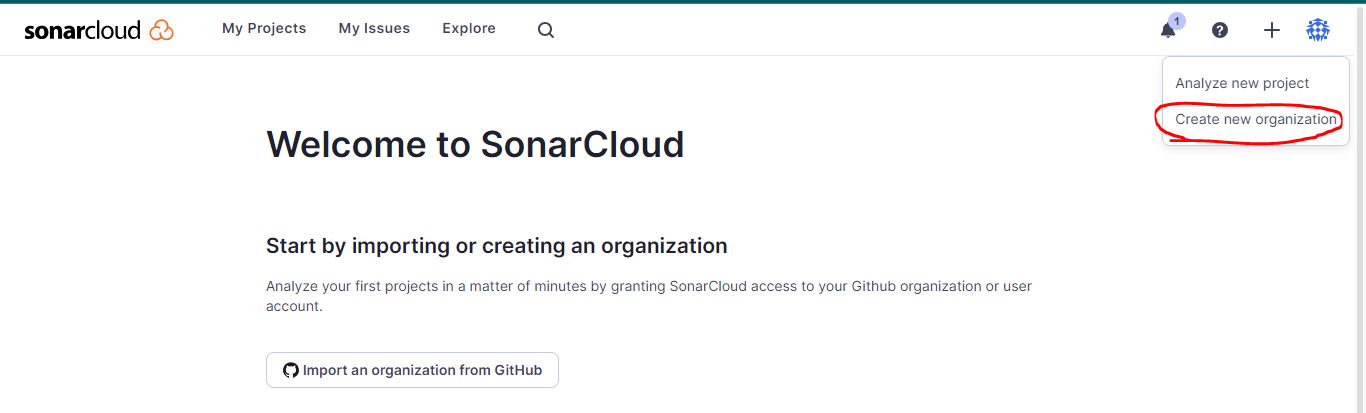 sonarcloud My Projects My Issues Explore 1
Analyze new project
Create new organization
Welcome to SonarCloud
Start by importing or creating an organization
Analyze your first projects in a matter of minutes by granting SonarCloud access to your Github organization or user
account.
Import an organization from GitHub